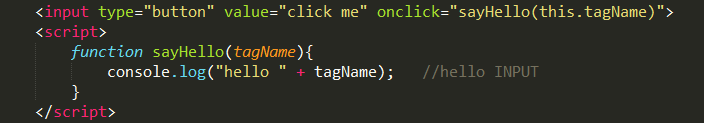 <input type="button" value="click me" onclick="sayHello(this.tagName)">
<script>
function sayHello(tagName){
console.log("hello " + tagName);   //hello INPUT
}
</script>